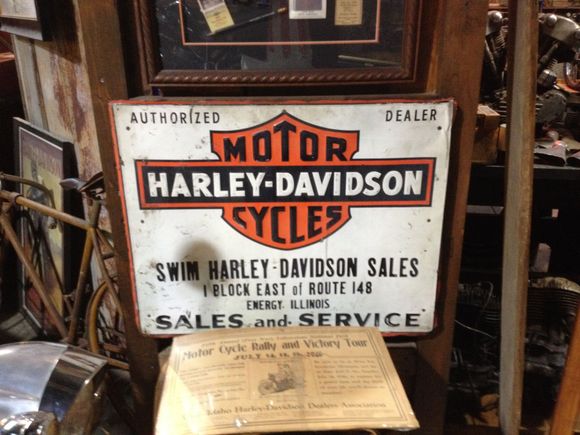 AUTHORIZED DEALER
MOTOR
HARLEY-DAVIDSON
CYCLES
SWIM HARLEY-DAVIDSON SALES
1 BLOCK EAST of ROUTE 148
ENERGY, ILLINOIS
SALES and SERVICE
Motor Cycle Rally and Victory Tour
Idaho Harley-Davidson Dealers Association